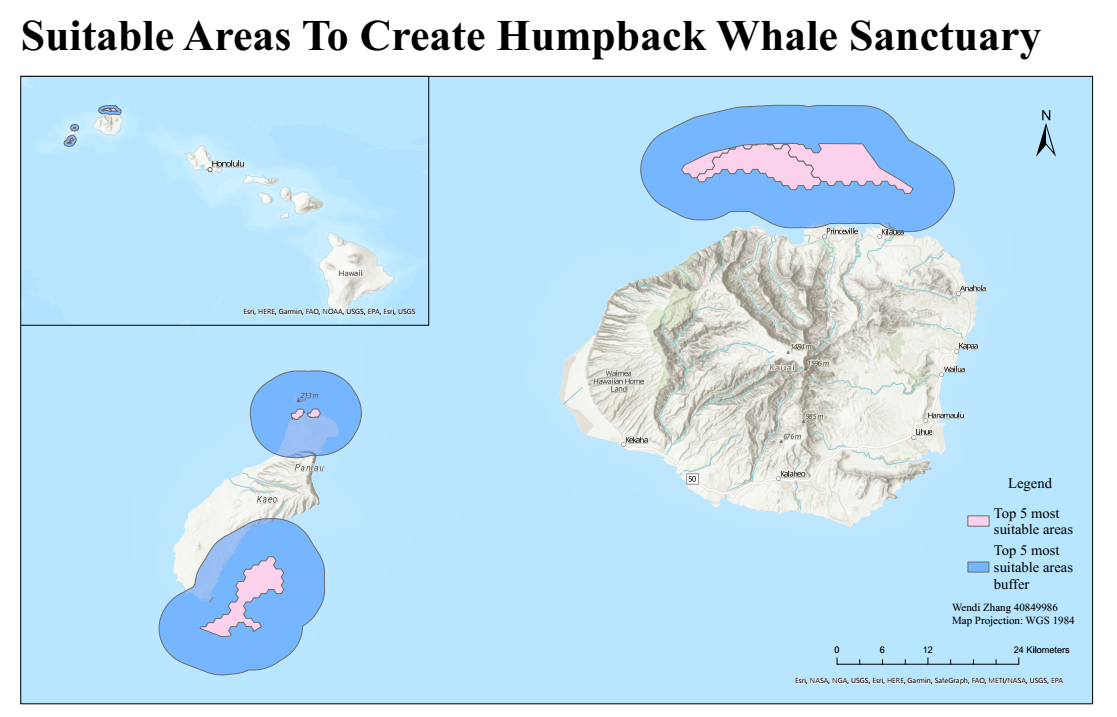 Suitable Areas To Create Humpback Whale Sanctuary
Honolulu
Hawaii
Esri, HERE, Garmin, FAO, NOAA, USGS, EPA, Esri, USGS
N
Princeville
Kilauea
Anahola
1484 m
Kapaa
1596 m
Kauai
Wailua
Waimea
Hawaiian Home
Land
213 m
985 m
Hanamaulu
Lihue
676 m
Kekaha
Paniau
Kalaheo
50
Kaeo
Legend
Top 5 most
suitable areas
Top 5 most
suitable areas
buffer
Wendi Zhang 40849986
Map Projection: WGS 1984
0 6 12 24 Kilometers
Esri, NASA, NGA, USGS, Esri, HERE, Garmin, SafeGraph, FAO, METI/NASA, USGS, EPA